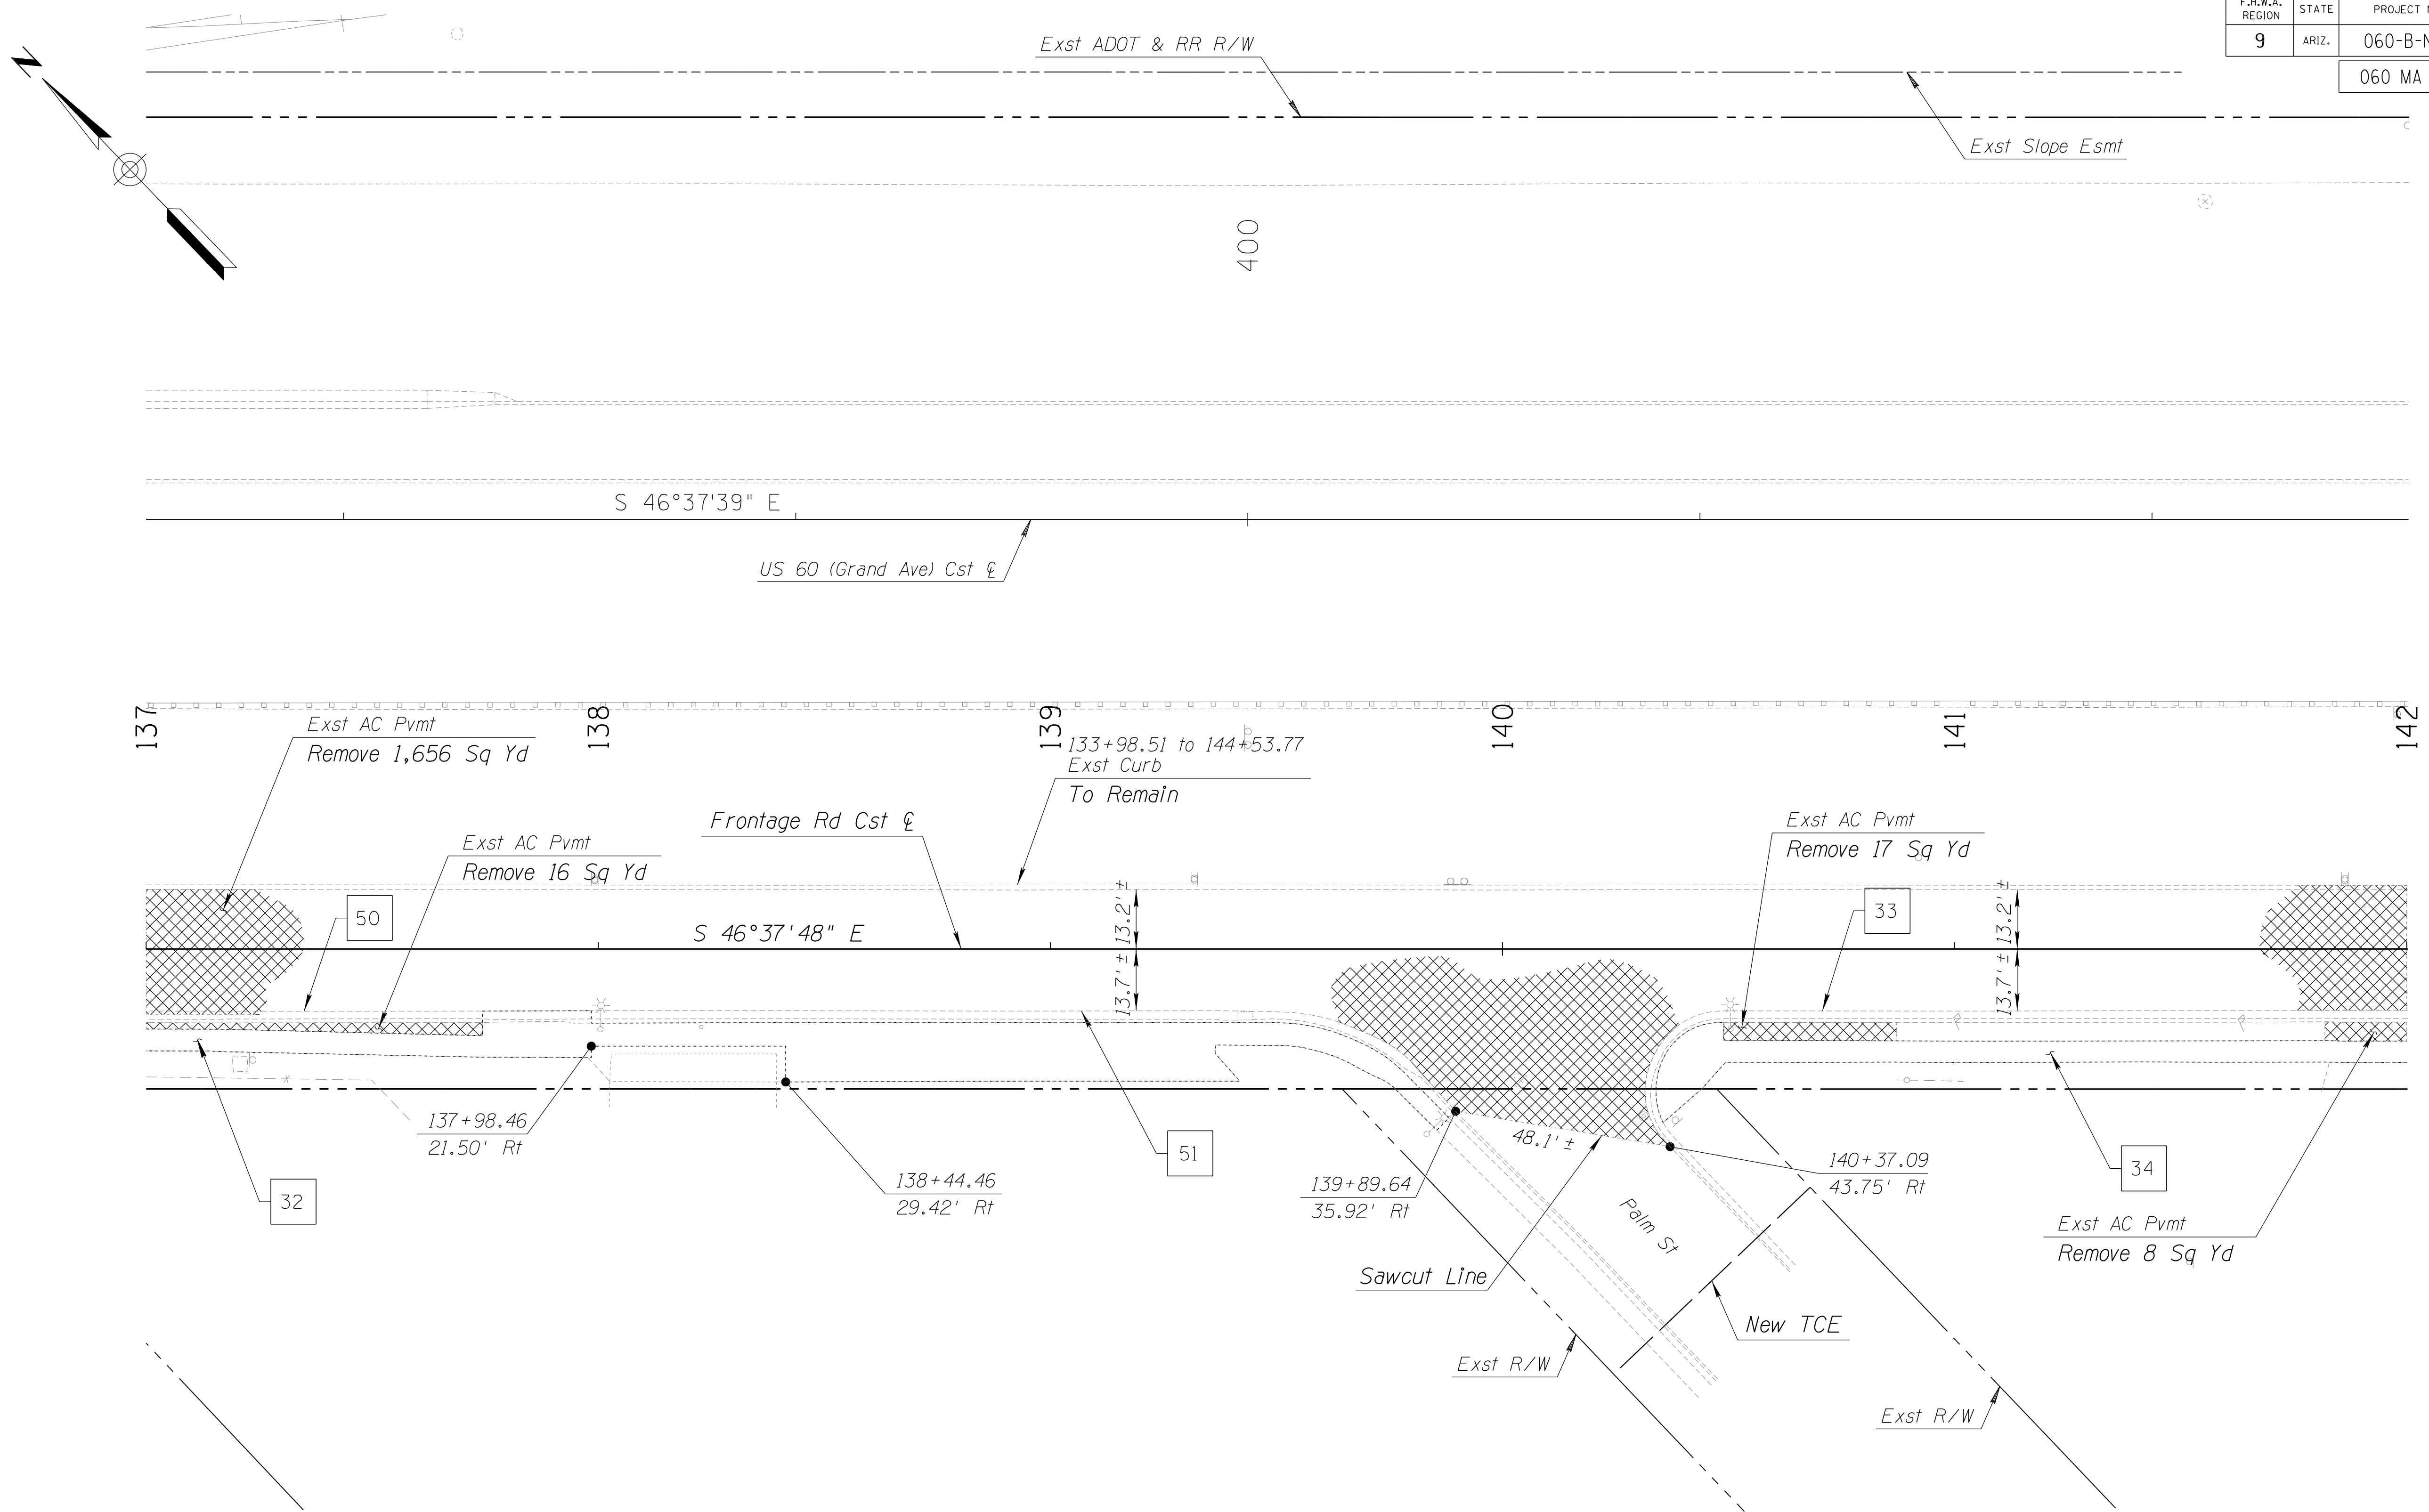 F.H.W.A. REGION
STATE
PROJECT
9
ARIZ.
060-B-
060 MA
N
Exst ADOT & RR R/W
Exst Slope Esmt
400
S 46°37'39" E
US 60 (Grand Ave) Cst ℄
137
138
139
140
141
142
Exst AC Pvmt
Remove 1,656 Sq Yd
133+98.51 to 144+53.77
Exst Curb
To Remain
Frontage Rd Cst ℄
Exst AC Pvmt
Remove 16 Sq Yd
Exst AC Pvmt
Remove 17 Sq Yd
50
33
S 46°37'48" E
13.2' ±
13.7' ±
13.2' ±
13.7' ±
137+98.46
21.50' Rt
32
138+44.46
29.42' Rt
51
48.1' ±
139+89.64
35.92' Rt
140+37.09
43.75' Rt
34
Palm St
Sawcut Line
Exst AC Pvmt
Remove 8 Sq Yd
New TCE
Exst R/W
Exst R/W